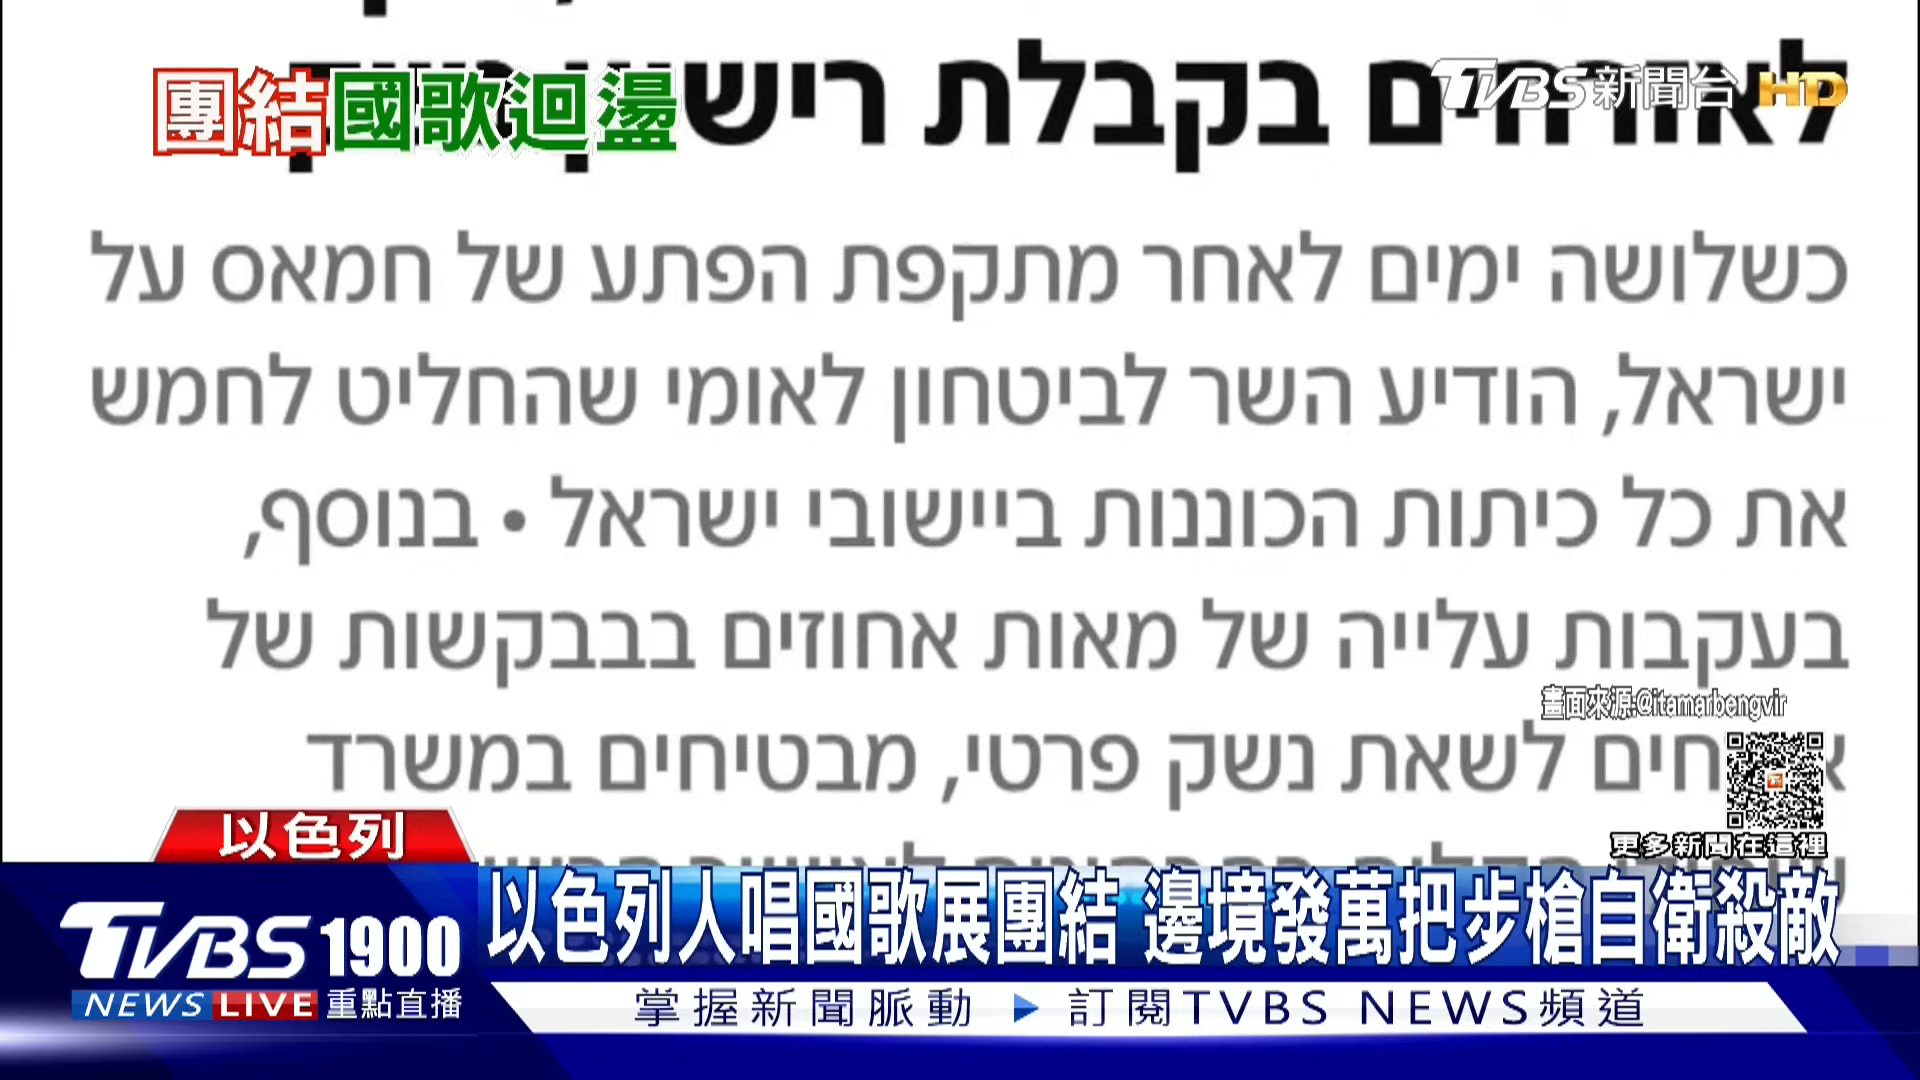 לאזרחים בקבלת רישיון
團結國歌迴盪
TVBS新聞台 HD
כשלושה ימים לאחר מתקפת הפתע של חמאס על
ישראל, הודיע השר לביטחון לאומי שהחליט לחמש
את כל כיתות הכוננות ביישובי ישראל • בנוסף,
בעקבות עלייה של מאות אחוזים בבבקשות של
畫面來源:@itamarbengvir
לשאת נשק פרטי, מבטיחים במשרד
更多新聞在這裡
以色列
以色列人唱國歌展團結 邊境發萬把步槍自衛殺敵
TVBS 1900
NEWS LIVE 重點直播
掌握新聞脈動 ▶ 訂閱TVBS NEWS頻道